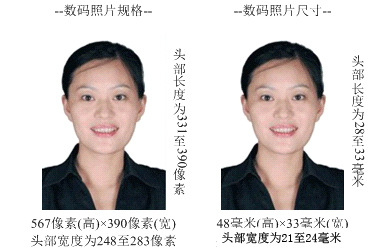 --数码照片规格--
头部长度为331至390像素
567像素(高)×390像素(宽)
头部宽度为248至283像素
--数码照片尺寸--
头部长度为28至33毫米
48毫米(高)×33毫米(宽)
头部宽度为21至24毫米